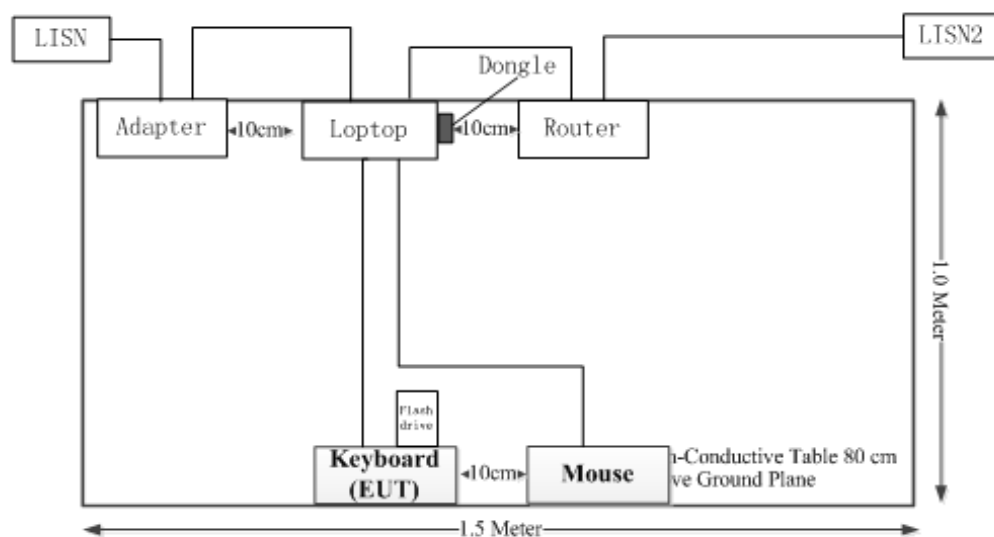 LISN
LISN2
Dongle
Adapter
10cm
Loptop
10cm
Router
1.0 Meter
Flash
drive
Keyboard
(EUT)
10cm
Mouse
n-Conductive Table 80 cm
ve Ground Plane
1.5 Meter